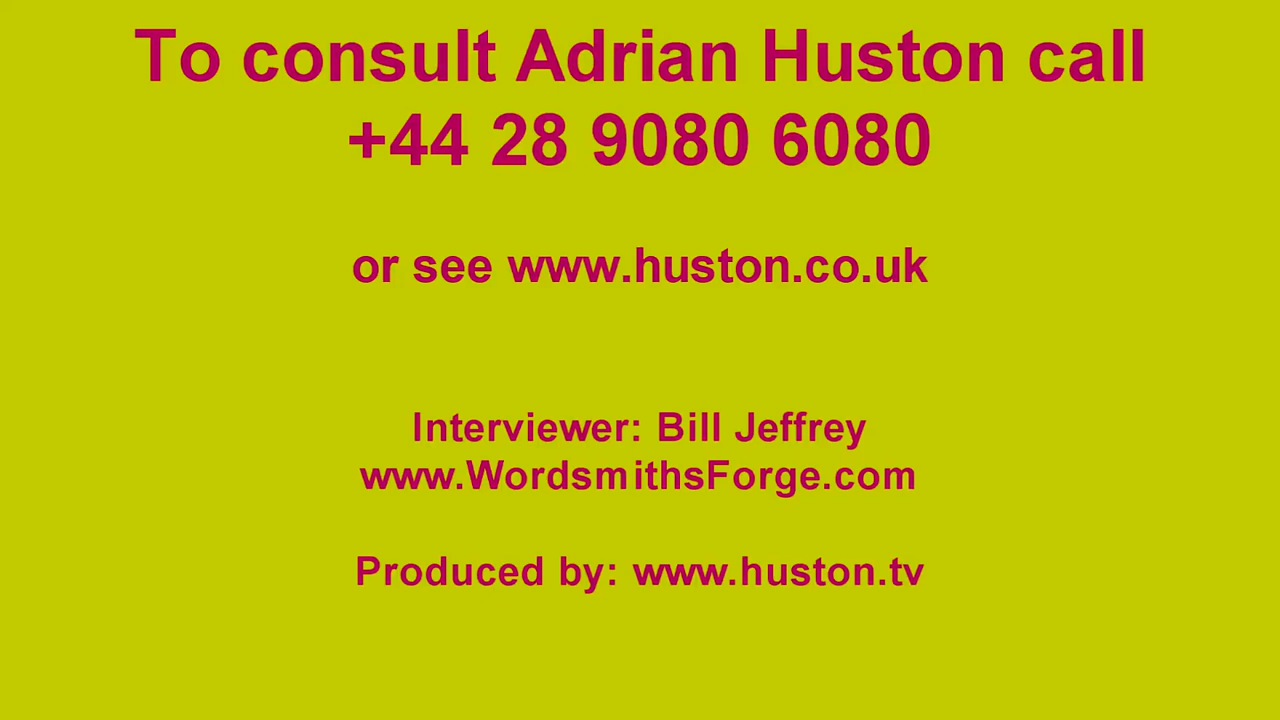 To consult Adrian Huston call
+44 28 9080 6080
or see www.huston.co.uk
Interviewer: Bill Jeffrey
www.WordsmithsForge.com
Produced by: www.huston.tv